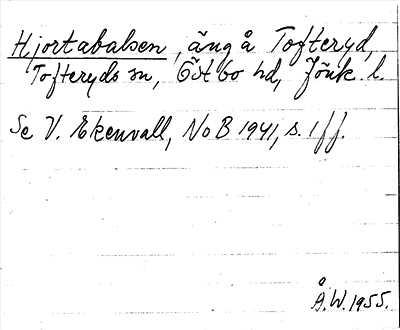 Hjortabalsen, äng å Tofteryd,
Tofteryds sn, Östbo hd, Jönk. l.
Se V. Ekenvall, NoB 1941, s. 1 ff.
Å.W. 1955.